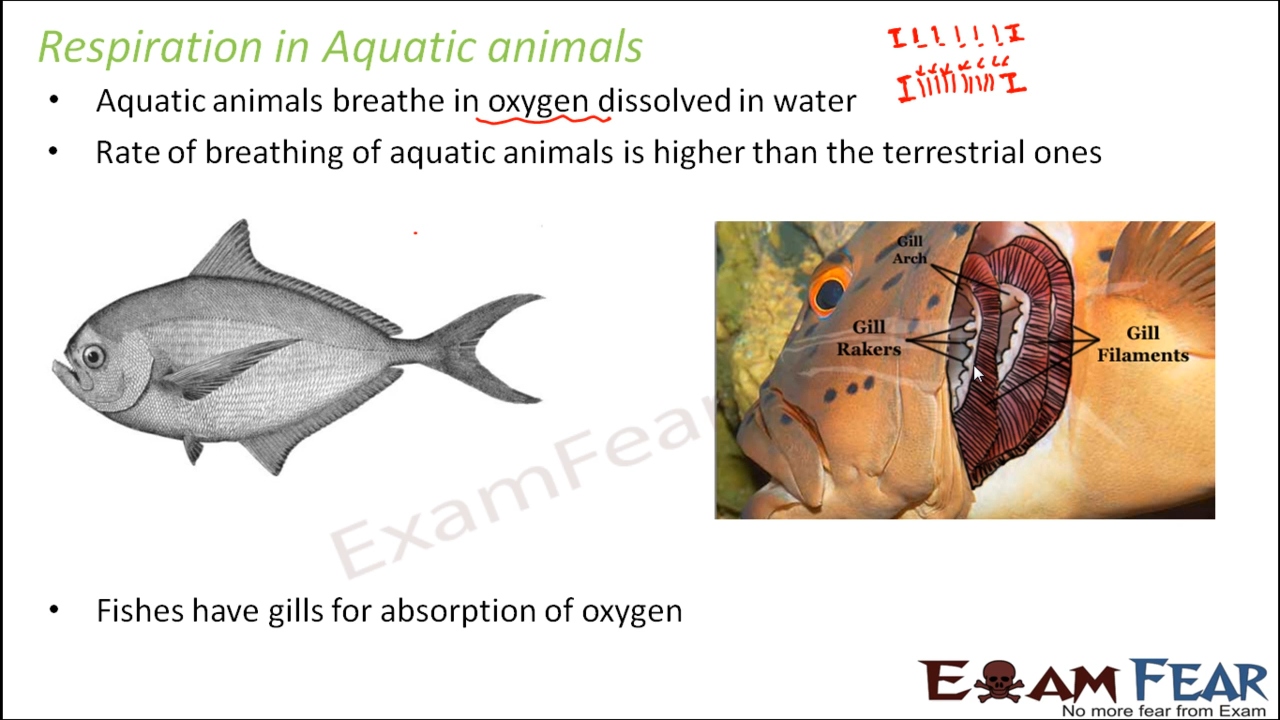 Respiration in Aquatic animals
• Aquatic animals breathe in oxygen dissolved in water
• Rate of breathing of aquatic animals is higher than the terrestrial ones
Gill
Arch
Gill
Rakers
Gill
Filaments
ExamFear
• Fishes have gills for absorption of oxygen
EXAM FEAR
No more fear from Exam